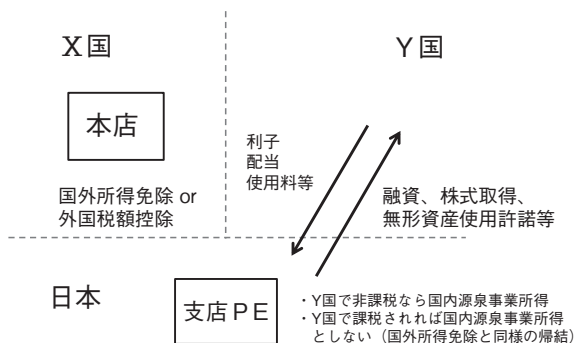 X国
Y国
本店
利子
配当
使用料等
国外所得免除 or
外国税額控除
融資、株式取得、
無形資産使用許諾等
日本
支店PE
・Y国で非課税なら国内源泉事業所得
・Y国で課税されれば国内源泉事業所得
としない（国外所得免除と同様の帰結）